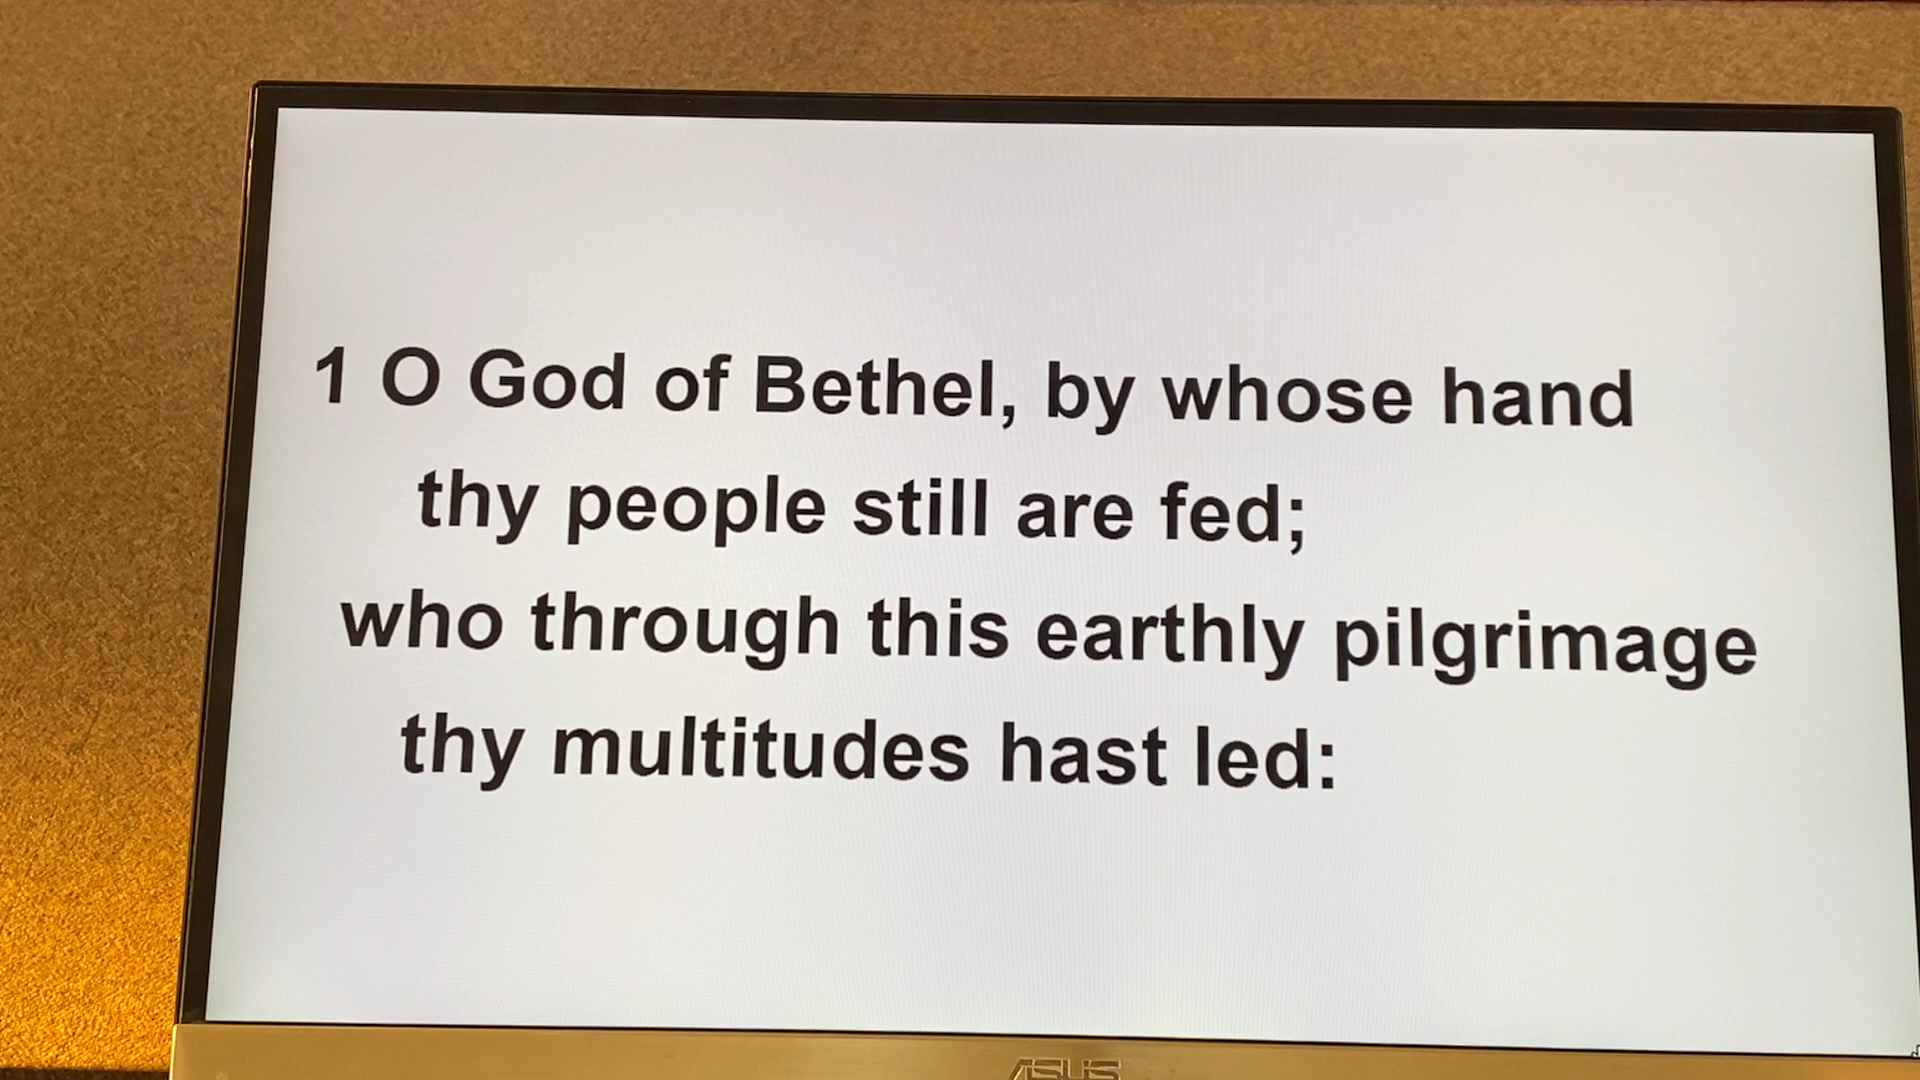 1 O God of Bethel, by whose hand
thy people still are fed;
who through this earthly pilgrimage
thy multitudes hast led:
ASUS